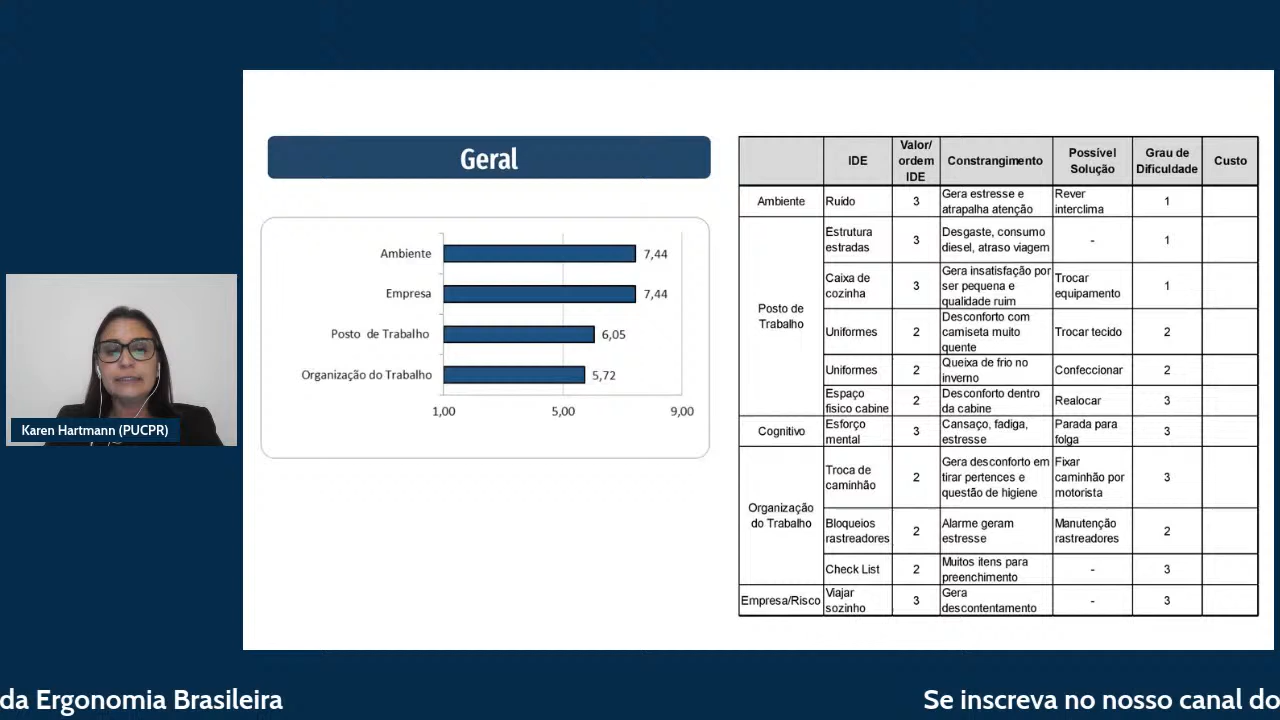 Geral
Ambiente
7,44
Empresa
7,44
Posto de Trabalho
6,05
Organização do Trabalho
5,72
1,00
5,00
9,00
IDE
Valor/
ordem
IDE
Constrangimento
Possível
Solução
Grau de
Dificuldade
Custo
Ambiente
Ruído
3
Gera estresse e
atrapalha atenção
Rever
interclima
1
Posto de
Trabalho
Estrutura
estradas
3
Desgaste, consumo
diesel, atraso viagem
-
1
Caixa de
cozinha
3
Gera insatisfação por
ser pequena e
qualidade ruim
Trocar
equipamento
1
Uniformes
2
Desconforto com
camiseta muito
quente
Trocar tecido
2
Uniformes
2
Queixa de frio no
inverno
Confeccionar
2
Espaço
fisico cabine
2
Desconforto dentro
da cabine
Realocar
3
Cognitivo
Esforço
mental
3
Cansaço, fadiga,
estresse
Parada para
folga
3
Organização
do Trabalho
Troca de
caminhão
2
Gera desconforto em
tirar pertences e
questão de higiene
Fixar
caminhão por
motorista
3
Bloqueios
rastreadores
2
Alarme geram
estresse
Manutenção
rastreadores
2
Check List
2
Muitos itens para
preenchimento
-
3
Empresa/Risco
Viajar
sozinho
3
Gera
descontentamento
-
3
Karen Hartmann (PUCPR)
da Ergonomia Brasileira
Se inscreva no nosso canal do